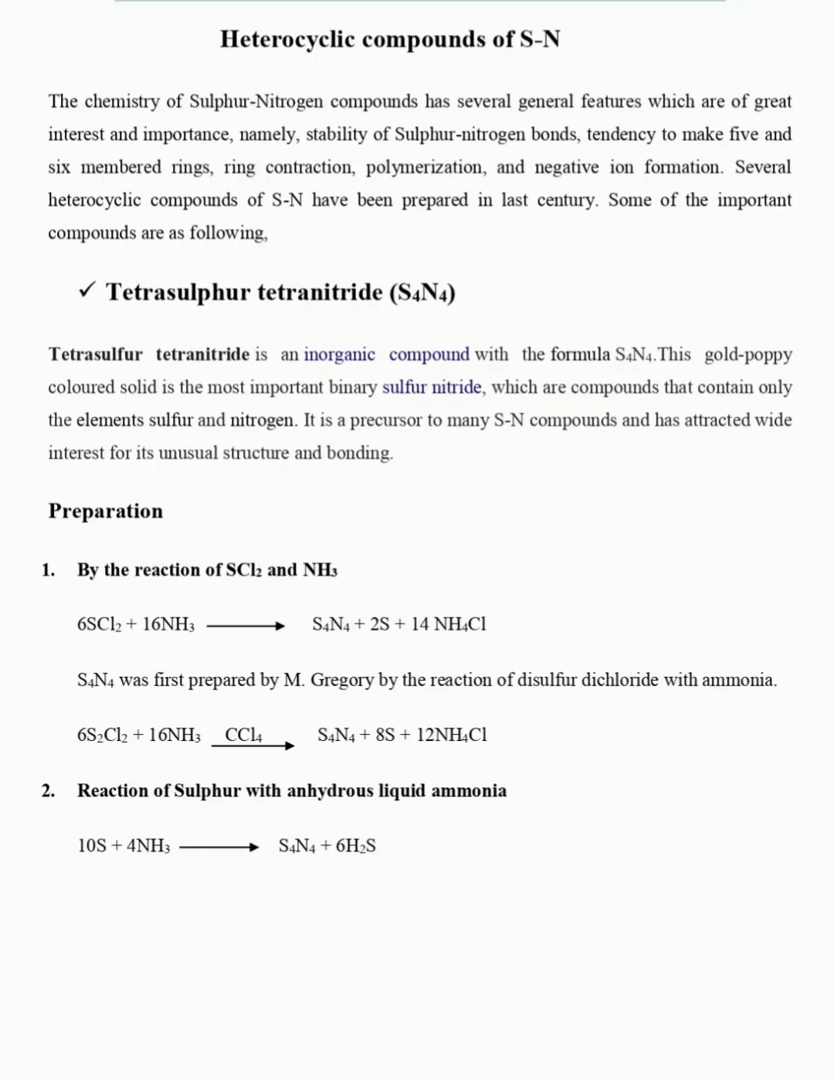 Heterocyclic compounds of S-N
The chemistry of Sulphur-Nitrogen compounds has several general features which are of great
interest and importance, namely, stability of Sulphur-nitrogen bonds, tendency to make five and
six membered rings, ring contraction, polymerization, and negative ion formation. Several
heterocyclic compounds of S-N have been prepared in last century. Some of the important
compounds are as following,
✓ Tetrasulphur tetranitride (S₄N₄)
Tetrasulfur tetranitride is an inorganic compound with the formula S₄N₄.This gold-poppy
coloured solid is the most important binary sulfur nitride, which are compounds that contain only
the elements sulfur and nitrogen. It is a precursor to many S-N compounds and has attracted wide
interest for its unusual structure and bonding.
Preparation
1. By the reaction of SCl₂ and NH₃
6SCl₂ + 16NH₃ ⟶ S₄N₄ + 2S + 14 NH₄Cl
S₄N₄ was first prepared by M. Gregory by the reaction of disulfur dichloride with ammonia.
6S₂Cl₂ + 16NH₃ CCl₄ ⟶ S₄N₄ + 8S + 12NH₄Cl
2. Reaction of Sulphur with anhydrous liquid ammonia
10S + 4NH₃ ⟶ S₄N₄ + 6H₂S